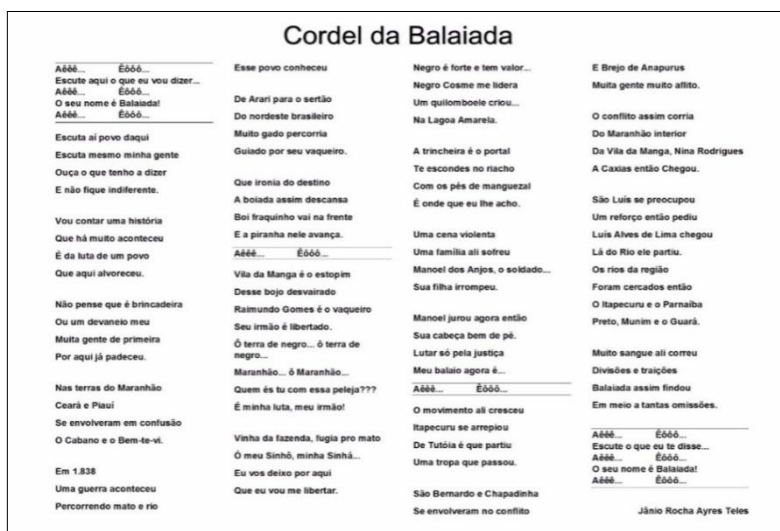 Cordel da Balaiada
Aêêê... Êôôô...
Escute aqui o que eu vou dizer...
Aêêê... Êôôô...
O seu nome é Balaiada!
Aêêê... Êôôô...
Escuta aí povo daqui
Escuta mesmo minha gente
Ouça o que tenho a dizer
E não fique indiferente.
Vou contar uma história
Que há muito aconteceu
É da luta de um povo
Que aqui alvoreceu.
Não pense que é brincadeira
Ou um devaneio meu
Muita gente de primeira
Por aqui já padeceu.
Nas terras do Maranhão
Ceará e Piauí
Se envolveram em confusão
O Cabano e o Bem-te-vi.
Em 1.838
Uma guerra aconteceu
Percorrendo mato e rio
Esse povo conheceu
De Arari para o sertão
Do nordeste brasileiro
Muito gado percorria
Guiado por seu vaqueiro.
Que ironia do destino
A boiada assim descansa
Boi fraquinho vai na frente
E a piranha nele avança.
Aêêê... Êôôô...
Vila da Manga é o estopim
Desse bojo desvairado
Raimundo Gomes é o vaqueiro
Seu irmão é libertado.
Ó terra de negro... ô terra de
negro...
Maranhão... ô Maranhão...
Quem és tu com essa peleja???
É minha luta, meu irmão!
Vinha da fazenda, fugia pro mato
Ó meu Sinhô, minha Sinhá...
Eu vos deixo por aqui
Que eu vou me libertar.
Negro é forte e tem valor...
Negro Cosme me lidera
Um quilomboele criou...
Na Lagoa Amarela.
A trincheira é o portal
Te escondes no riacho
Com os pés de manguezal
É onde que eu lhe acho.
Uma cena violenta
Uma família ali sofreu
Manoel dos Anjos, o soldado...
Sua filha irrompeu.
Manoel jurou agora então
Sua cabeça bem de pé.
Lutar só pela justiça
Meu balaio agora é...
Aêêê... Êôôô...
O movimento ali cresceu
Itapecuru se arrepiou
De Tutóia é que partiu
Uma tropa que passou.
São Bernardo e Chapadinha
Se envolveram no conflito
E Brejo de Anapurus
Muita gente muito aflito.
O conflito assim corria
Do Maranhão interior
Da Vila da Manga, Nina Rodrigues
A Caxias então Chegou.
São Luís se preocupou
Um reforço então pediu
Luís Alves de Lima chegou
Lá do Rio ele partiu.
Os rios da região
Foram cercados então
O Itapecuru e o Parnaíba
Preto, Munim e o Guará.
Muito sangue ali correu
Divisões e traições
Balaiada assim findou
Em meio a tantas omissões.
Aêêê... Êôôô...
Escute o que eu te disse...
Aêêê... Êôôô...
O seu nome é Balaiada!
Aêêê... Êôôô...
Jânio Rocha Ayres Teles